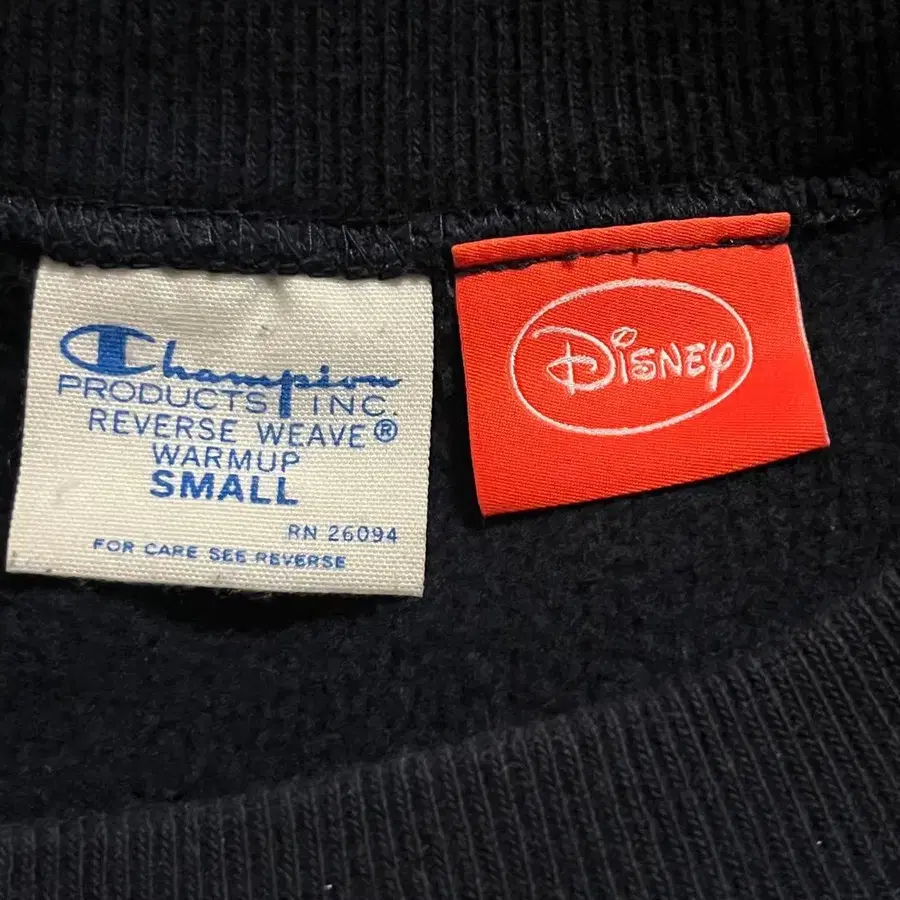 Champion
PRODUCTS INC.
REVERSE WEAVE®
WARMUP
SMALL
RN 26094
FOR CARE SEE REVERSE
Disney